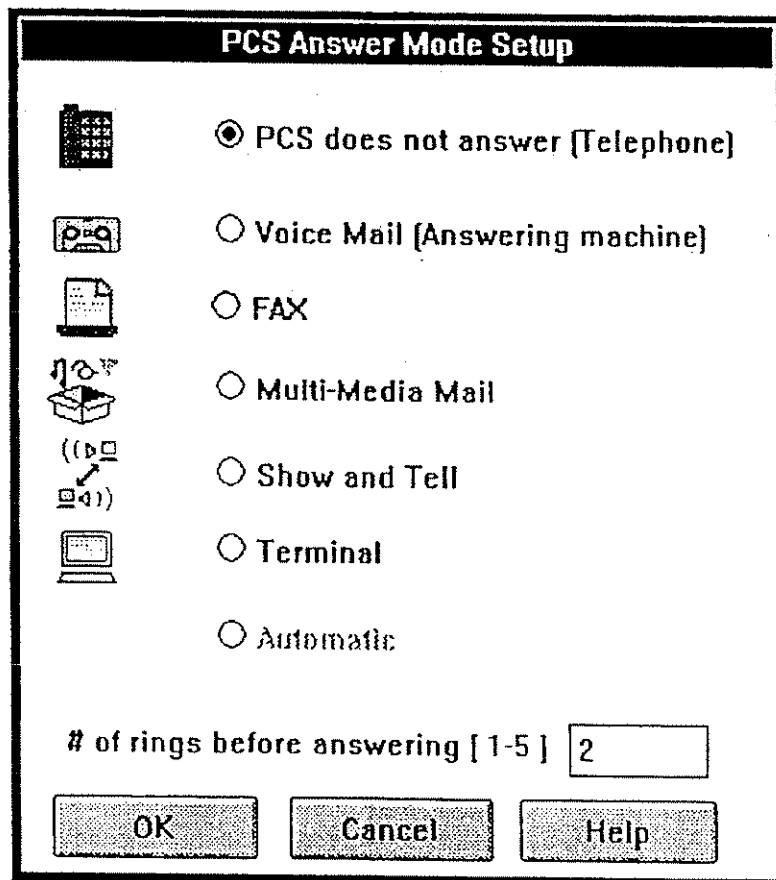 PCS Answer Mode Setup
PCS does not answer (Telephone)
Voice Mail (Answering machine)
FAX
Multi-Media Mail
Show and Tell
Terminal
Automatic
# of rings before answering [ 1-5 ] 2
OK Cancel Help